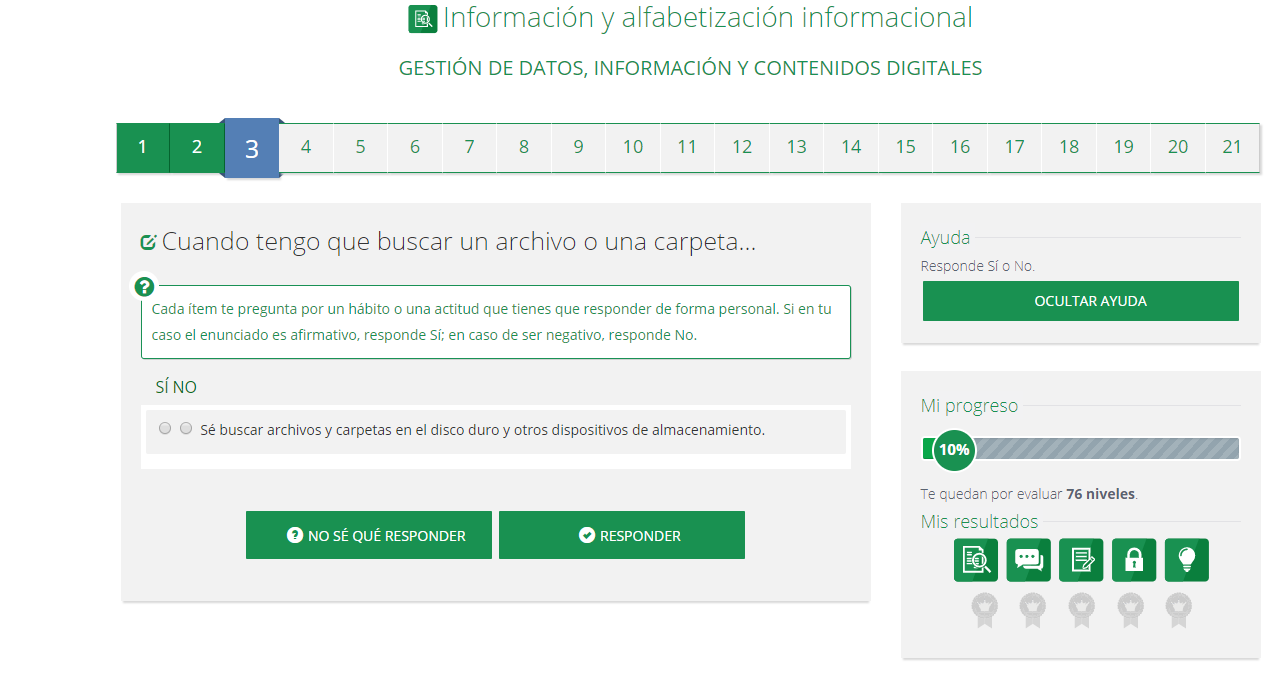 Información y alfabetización informacional
GESTIÓN DE DATOS, INFORMACIÓN Y CONTENIDOS DIGITALES
1 2 3 4 5 6 7 8 9 10 11 12 13 14 15 16 17 18 19 20 21
Cuando tengo que buscar un archivo o una carpeta...
?
Cada ítem te pregunta por un hábito o una actitud que tienes que responder de forma personal. Si en tu
caso el enunciado es afirmativo, responde Sí; en caso de ser negativo, responde No.
SÍ NO
Sé buscar archivos y carpetas en el disco duro y otros dispositivos de almacenamiento.
? NO SÉ QUÉ RESPONDER
RESPONDER
Ayuda
Responde Sí o No.
OCULTAR AYUDA
Mi progreso
10%
Te quedan por evaluar 76 niveles.
Mis resultados